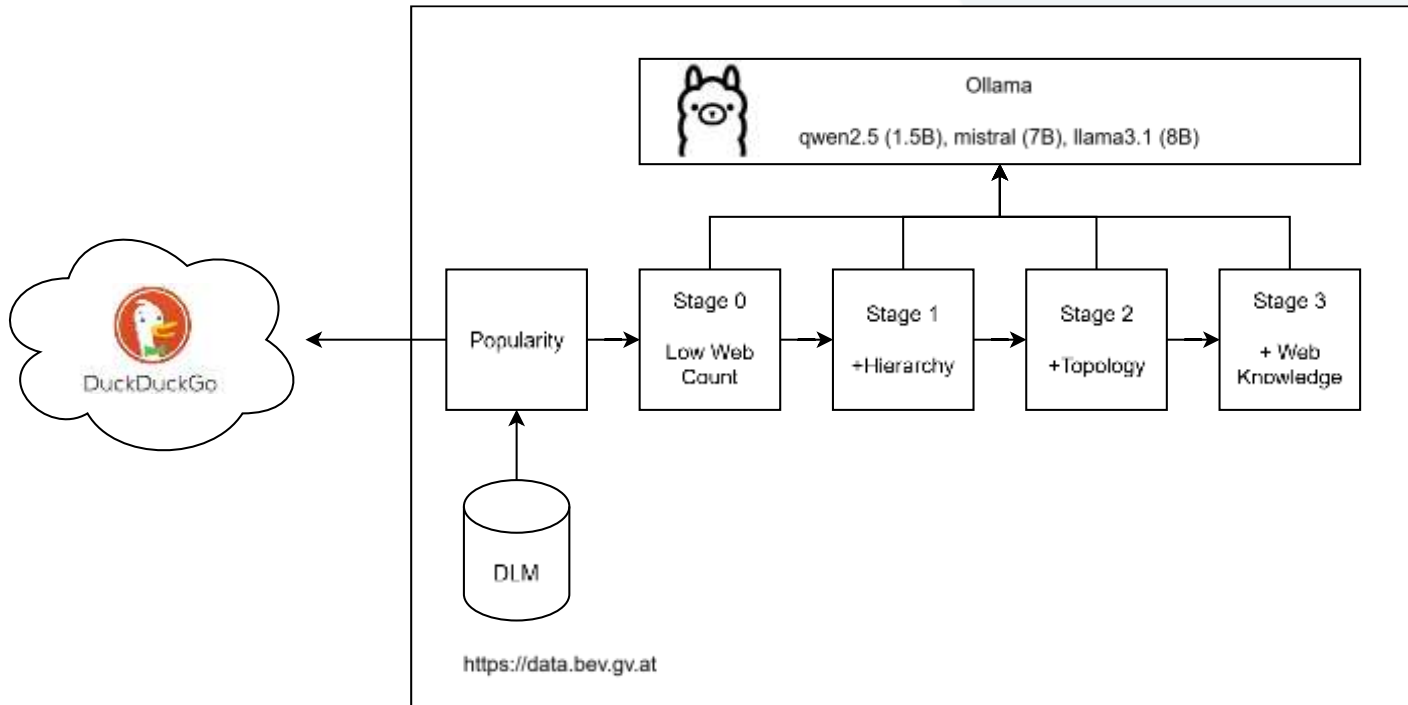 Ollama
qwen2.5 (1.5B), mistral (7B), llama3.1 (8B)
DuckDuckGo
Popularity
Stage 0
Low Web
Count
Stage 1
+Hierarchy
Stage 2
+Topology
Stage 3
+ Web
Knowledge
DLM
https://data.bev.gv.at